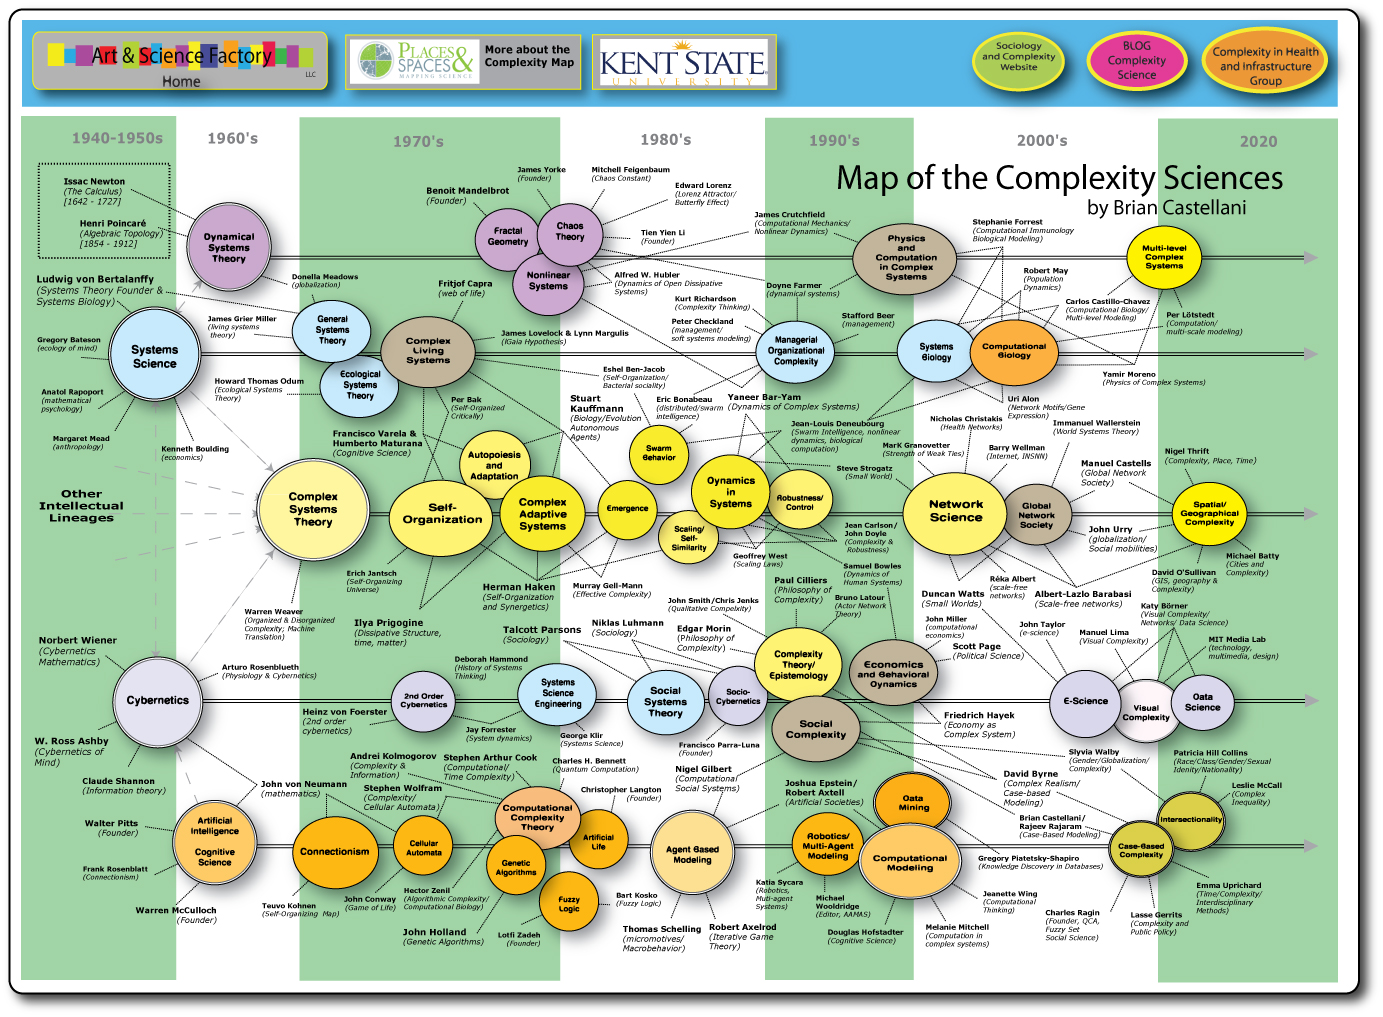 Art & Science Factory
LLC
Home
PLACES&
SPACES
MAPPING SCIENCE
More about the
Complexity Map
KENT STATE
UNIVERSITY
Sociology
and Complexity
Website
BLOG
Complexity
Science
Complexity in Health
and Infrastructure
Group
1940-1950s
1960's
1970's
1980's
1990's
2000's
2020
Map of the Complexity Sciences
by Brian Castellani
Issac Newton
(The Calculus)
[1642 - 1727]
Henri Poincaré
(Algebraic Topology)
[1854 - 1912]
Dynamical
Systems
Theory
Benoit Mandelbrot
(Founder)
James Yorke
(Founder)
Mitchell Feigenbaum
(Chaos Constant)
Edward Lorenz
(Lorenz Attractor/
Butterfly Effect)
Tien Yien Li
(Founder)
Fractal
Geometry
Chaos
Theory
Nonlinear
Systems
Alfred W. Hubler
(Dynamics of Open Dissipative
Systems)
James Crutchfield
(Computational Mechanics/
Nonlinear Dynamics)
Physics
and
Computation
in Complex
Systems
Stephanie Forrest
(Computational Immunology
Biological Modeling)
Multi-level
Complex
Systems
Ludwig von Bertalanffy
(Systems Theory Founder &
Systems Biology)
Donella Meadows
(globalization)
Fritjof Capra
(web of life)
Kurt Richardson
(Complexity Thinking)
Doyne Farmer
(dynamical systems)
Robert May
(Population
Dynamics)
Carlos Castillo-Chavez
(Computational Biology/
Multi-level Modeling)
Per Lötstedt
(Computation/
multi-scale modeling)
James Grier Miller
(living systems
theory)
Gregory Bateson
(ecology of mind)
Systems
Science
General
Systems
Theory
Complex
Living
Systems
James Lovelock & Lynn Margulis
(IGaia Hypothesis)
Peter Checkland
(management/
soft systems modeling)
Managerial
Organizational
Complexity
Stafford Beer
(management)
Systems
Biology
Computational
Biology
Yamir Moreno
(Physics of Complex Systems)
Anatol Rapoport
(mathematical
psychology)
Howard Thomas Odum
(Ecological Systems
Theory)
Ecological
Systems
Theory
Per Bak
(Self-Organized
Critically)
Eshel Ben-Jacob
(Self-Organization/
Bacterial sociality)
Stuart
Kauffmann
(Biology/Evolution
Autonomous
Agents)
Eric Bonabeau
(distributed/swarm
intelligence)
Yaneer Bar-Yam
(Dynamics of Complex Systems)
Uri Alon
(Network Motifs/Gene
Expression)
Margaret Mead
(anthropology)
Kenneth Boulding
(economics)
Francisco Varela &
Humberto Maturana
(Cognitive Science)
Autopoiesis
and
Adaptation
Swarm
Behavior
Jean-Louis Deneubourg
(Swarm Intelligence, nonlinear
dynamics, biological
computation)
Steve Strogatz
(Small World)
Nicholas Christakis
(Health Networks)
MarK Granovetter
(Strength of Weak Ties)
Barry Wellman
(Internet, INSNN)
Immanuel Wallerstein
(World Systems Theory)
Manuel Castells
(Global Network
Society)
Nigel Thrift
(Complexity, Place, Time)
Other
Intellectual
Lineages
Complex
Systems
Theory
Self-
Organization
Complex
Adaptive
Systems
Emergence
Scaling/
Self-
Similarity
Dynamics
in
Systems
Robustness/
Control
Network
Science
Global
Network
Society
Spatial/
Geographical
Complexity
John Urry
(globalization/
Social mobilities)
Jean Carlson/
John Doyle
(Complexity &
Robustness)
Geoffrey West
(Scaling Laws)
Samuel Bowles
(Dynamics of
Human Systems)
Michael Batty
(Cities and
Complexity)
David O'Sullivan
(GIS, geography &
Complexity)
Erich Jantsch
(Self-Organizing
Universe)
Herman Haken
(Self-Organization
and Synergetics)
Murray Gell-Mann
(Effective Complexity)
Paul Cilliers
(Philosophy of
Complexity)
Bruno Latour
(Actor Network
Theory)
Duncan Watts
(Small Worlds)
Réka Albert
(scale-free
networks)
Albert-Lazlo Barabasi
(Scale-free networks)
Katy Börner
(Visual Complexity/
Networks/ Data Science)
Warren Weaver
(Organized & Disorganized
Complexity; Machine
Translation)
Ilya Prigogine
(Dissipative Structure,
time, matter)
Talcott Parsons
(Sociology)
Niklas Luhmann
(Sociology)
John Smith/Chris Jenks
(Qualitative Compelxity)
Edgar Morin
(Philosophy of
Complexity)
John Miller
(computational
economics)
Scott Page
(Political Science)
John Taylor
(e-science)
Manuel Lima
(Visual Complexity)
MIT Media Lab
(technology,
multimedia, design)
Norbert Wiener
(Cybernetics
Mathematics)
Arturo Rosenblueth
(Physiology & Cybernetics)
Deborah Hammond
(History of Systems
Thinking)
Cybernetics
2nd Order
Cybernetics
Systems
Science
Engineering
Social
Systems
Theory
Socio-
Cybernetics
Complexity
Theory/
Epistemology
Economics
and Behavioral
Dynamics
E-Science
Visual
Complexity
Data
Science
Heinz von Foerster
(2nd order
cybernetics)
Jay Forrester
(System dynamics)
George Klir
(Systems Science)
Francisco Parra-Luna
(Founder)
Social
Complexity
Friedrich Hayek
(Economy as
Complex System)
W. Ross Ashby
(Cybernetics of
Mind)
Claude Shannon
(Information theory)
John von Neumann
(mathematics)
Andrei Kolmogorov
(Complexity &
Information)
Stephen Arthur Cook
(Computational/
Time Complexity)
Charles H. Bennett
(Quantum Computation)
Nigel Gilbert
(Computational
Social Systems)
Slyvia Walby
(Gender/Globalization/
Complexity)
Patricia Hill Collins
(Race/Class/Gender/Sexual
Idenity/Nationality)
Stephen Wolfram
(Complexity/
Cellular Automata)
Christopher Langton
(Founder)
Joshua Epstein/
Robert Axtell
(Artificial Societies)
David Byrne
(Complex Realism/
Case-based
Modeling)
Leslie McCall
(Complex
Inequality)
Walter Pitts
(Founder)
Artificial
Intelligence
Cognitive
Science
Connectionism
Cellular
Automata
Computational
Complexity
Theory
Genetic
Algorithms
Artificial
Life
Fuzzy
Logic
Agent Based
Modeling
Robotics/
Multi-Agent
Modeling
Data
Mining
Computational
Modeling
Brian Castellani/
Rajeev Rajaram
(Case-Based Modeling)
Case-Based
Complexity
Intersectionality
Frank Rosenblatt
(Connectionism)
Warren McCulloch
(Founder)
Teuvo Kohnen
(Self-Organizing Map)
John Conway
(Game of Life)
Hector Zenil
(Algorithmic Complexity/
Computational Biology)
John Holland
(Genetic Algorithms)
Lotfi Zadeh
(Founder)
Bart Kosko
(Fuzzy Logic)
Thomas Schelling
(micromotives/
Macrobehavior)
Robert Axelrod
(Iterative Game
Theory)
Katia Sycara
(Robotics,
Muti-agent
Systems)
Michael
Wooldridge
(Editor, AAMAS)
Douglas Hofstadter
(Cognitive Science)
Gregory Piatetsky-Shapiro
(Knowledge Discovery in Databases)
Jeanette Wing
(Computational
Thinking)
Melanie Mitchell
(Computation in
complex systems)
Charles Ragin
(Founder, QCA,
Fuzzy Set
Social Science)
Lasse Gerrits
(Complexity and
Public Policy)
Emma Uprichard
(Time/Complexity/
Interdisciplinary
Methods)